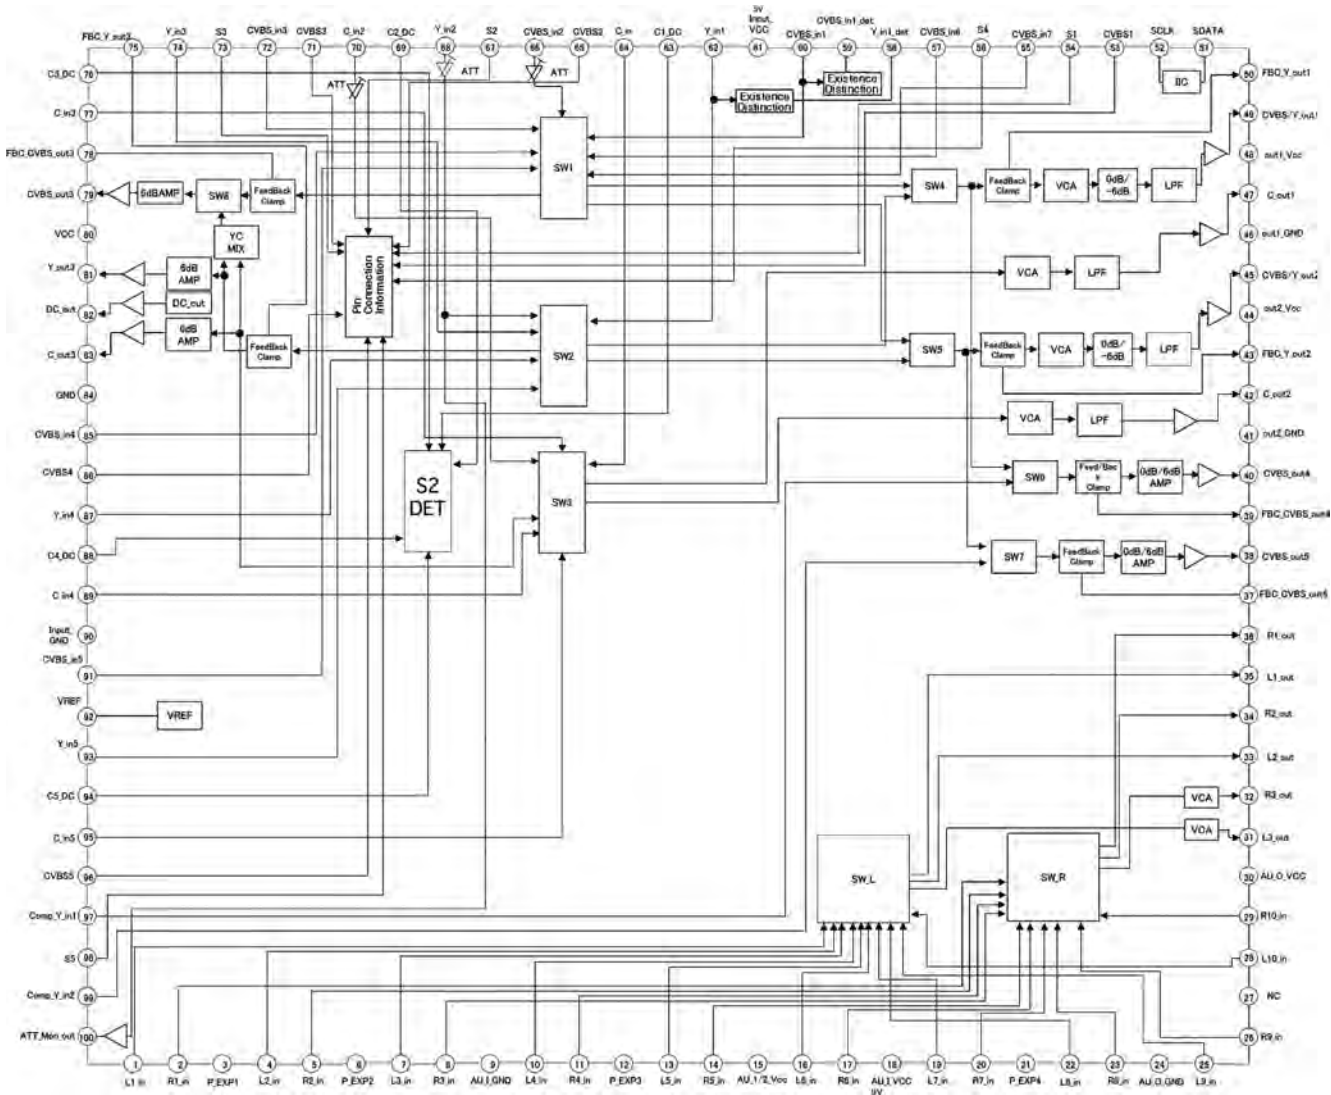 FBC_Y_out3
75
Y_in3
74
S3
73
CVBS_in3
72
CVBS3
71
C_in2
70
C2_DC
69
Y_in2
68
S2
67
CVBS_in2
66
CVBS2
65
C_in
64
C1_DC
63
Y_in1
62
5V
Input_
VCC
61
CVBS_in1
60
CVBS_in1_det
59
Y_in1_det
58
CVBS_in6
57
S4
56
CVBS_in7
55
S1
54
CVBS1
53
SCLK
52
SDATA
51
C3_DC
76
C_in3
77
FBC_CVBS_out3
78
CVBS_out3
79
VCC
80
Y_out3
81
DC_out
82
C_out3
83
GND
84
CVBS_in4
85
CVBS4
86
Y_in4
87
C4_DC
88
C_in4
89
Input_
GND
90
CVBS_in5
91
VREF
92
Y_in5
93
C5_DC
94
C_in5
95
CVBS5
96
Comp_Y_in1
97
S5
98
Comp_Y_in2
99
ATT_Mon_out
100
ATT
ATT
ATT
Existence
Distinction
Existence
Distinction
IIC
SW1
6dBAMP
SW8
FeedBack
Clamp
YC
MIX
6dB
AMP
DC_out
6dB
AMP
FeedBack
Clamp
Pin
Connection
Information
SW2
S2
DET
SW3
VREF
SW4
FeedBack
Clamp
VCA
0dB/
-6dB
LPF
VCA
LPF
SW5
FeedBack
Clamp
VCA
0dB/
-6dB
LPF
VCA
LPF
Feed/Bac
k
Clamp
0dB/6dB
AMP
SW7
FeedBack
Clamp
0dB/6dB
AMP
VCA
VCA
SW_L
SW_R
50
FBC_Y_out1
49
CVBS/Y_out1
48
out1_Vcc
47
C_out1
46
out1_GND
45
CVBS/Y_out2
44
out2_Vcc
43
FBC_Y_out2
42
C_out2
41
out2_GND
40
CVBS_out4
39
FBC_CVBS_out4
38
CVBS_out5
37
FBC_CVBS_out5
36
R1_out
35
L1_out
34
R2_out
33
L2_out
32
R3_out
31
L3_out
30
AU_O_VCC
29
R10_in
28
L10_in
27
NC
26
R9_in
1
L1_in
2
R1_in
3
P_EXP1
4
L2_in
5
R2_in
6
P_EXP2
7
L3_in
8
R3_in
9
AU_I_GND
10
L4_in
11
R4_in
12
P_EXP3
13
L5_in
14
R5_in
15
AU_1/2_Vcc
16
L6_in
17
R6_in
18
AU_I_VCC
19
L7_in
20
R7_in
21
P_EXP4
22
L8_in
23
R8_in
24
AU_O_GND
25
L9_in